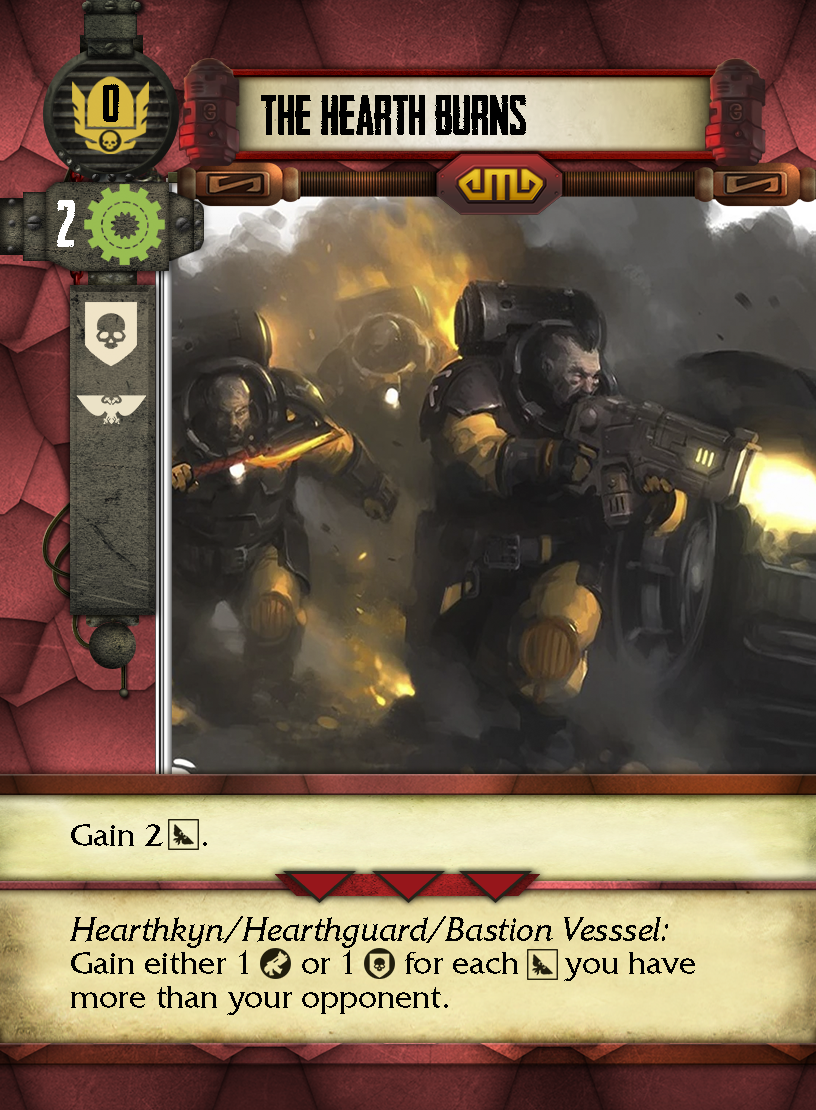 0
THE HEARTH BURNS
2
Gain 2 .
Hearthkyn/Hearthguard/Bastion Vesssel:
Gain either 1 or 1 for each you have
more than your opponent.